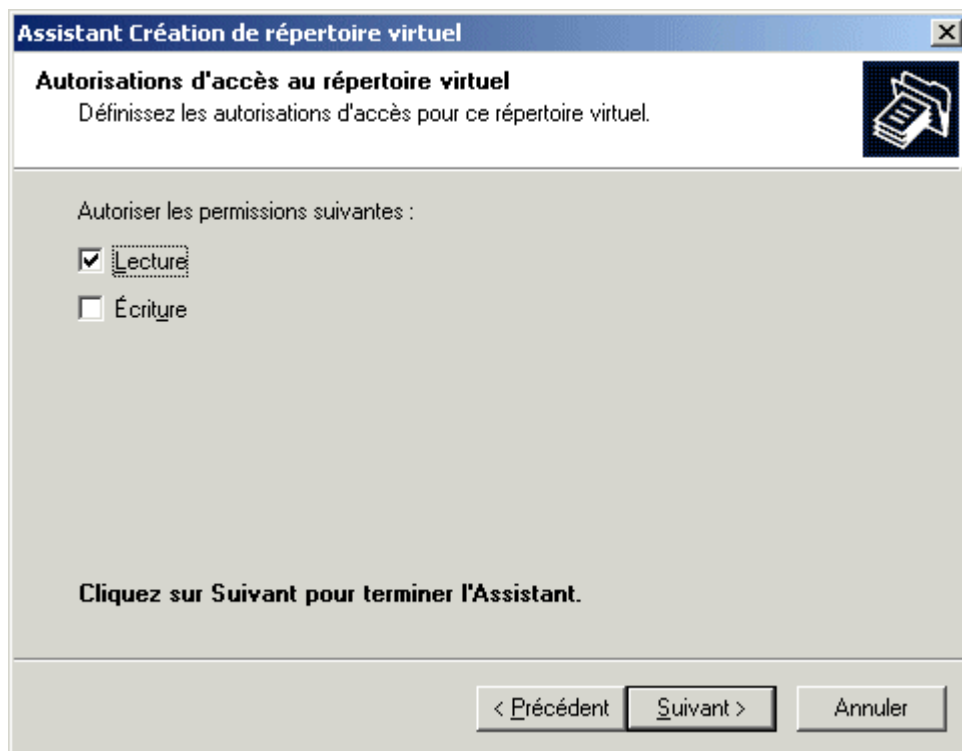 Assistant Création de répertoire virtuel
Autorisations d'accès au répertoire virtuel
Définissez les autorisations d'accès pour ce répertoire virtuel.
Autoriser les permissions suivantes :
Lecture
Écriture
Cliquez sur Suivant pour terminer l'Assistant.
< Précédent Suivant > Annuler